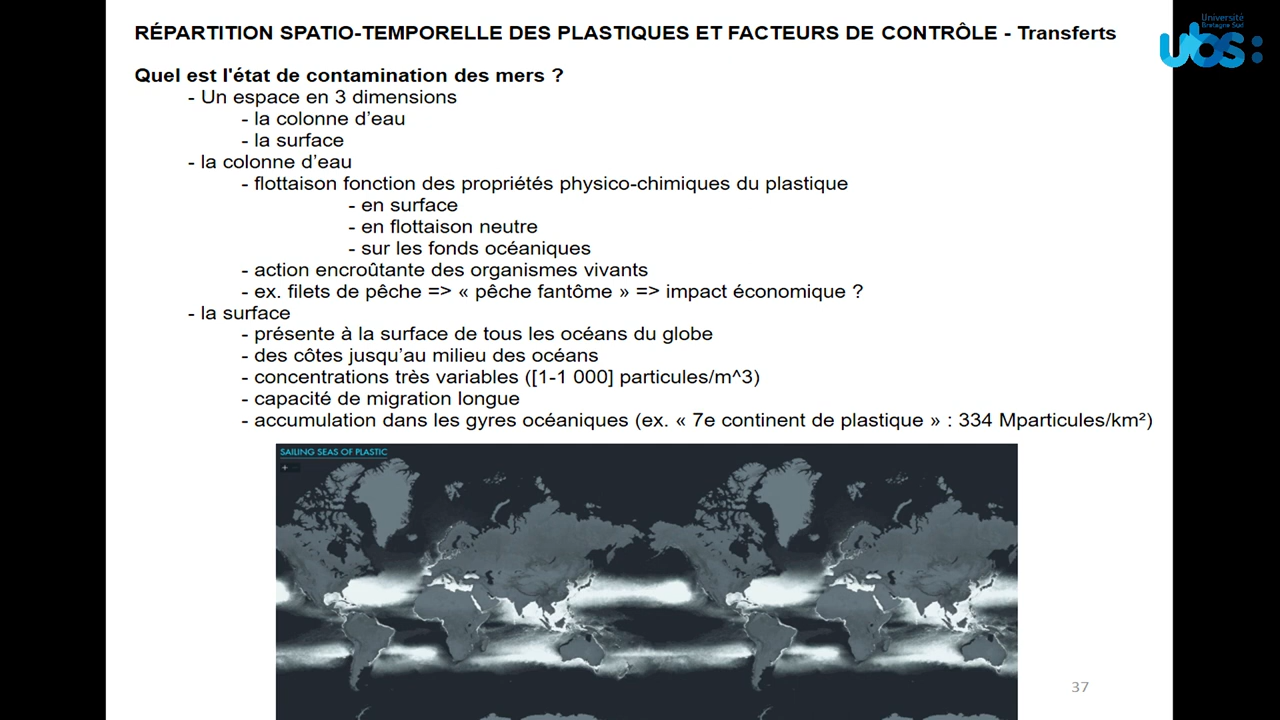 RÉPARTITION SPATIO-TEMPORELLE DES PLASTIQUES ET FACTEURS DE CONTRÔLE - Transferts
Université
Bretagne Sud
ubs:
Quel est l'état de contamination des mers ?
- Un espace en 3 dimensions
- la colonne d’eau
- la surface
- la colonne d’eau
- flottaison fonction des propriétés physico-chimiques du plastique
- en surface
- en flottaison neutre
- sur les fonds océaniques
- action encroûtante des organismes vivants
- ex. filets de pêche => « pêche fantôme » => impact économique ?
- la surface
- présente à la surface de tous les océans du globe
- des côtes jusqu’au milieu des océans
- concentrations très variables ([1-1 000] particules/m^3)
- capacité de migration longue
- accumulation dans les gyres océaniques (ex. « 7e continent de plastique » : 334 Mparticules/km²)
SAILING SEAS OF PLASTIC
37